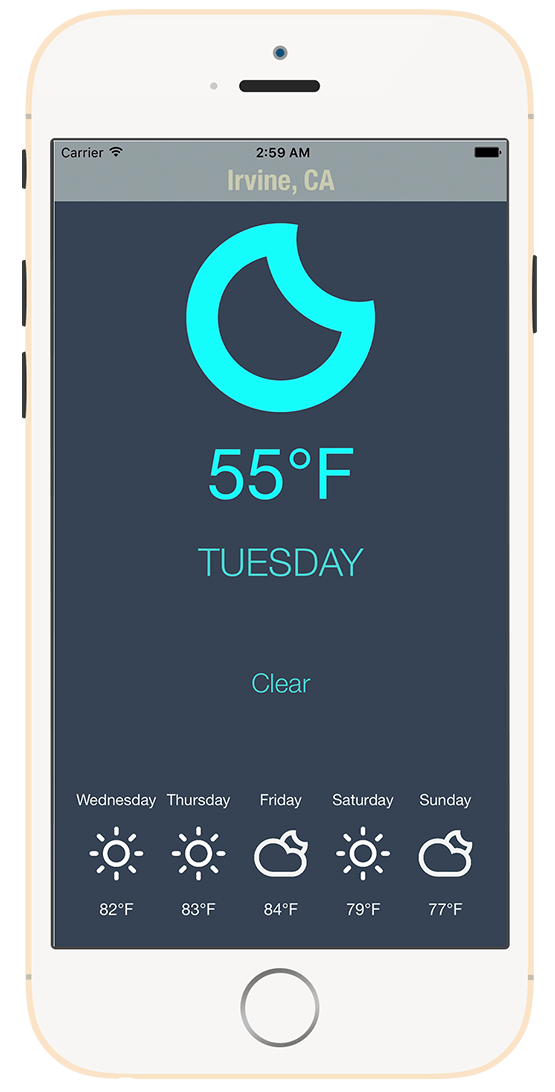 Carrier 2:59 AM
Irvine, CA
55°F
TUESDAY
Clear
Wednesday Thursday Friday Saturday Sunday
82°F 83°F 84°F 79°F 77°F